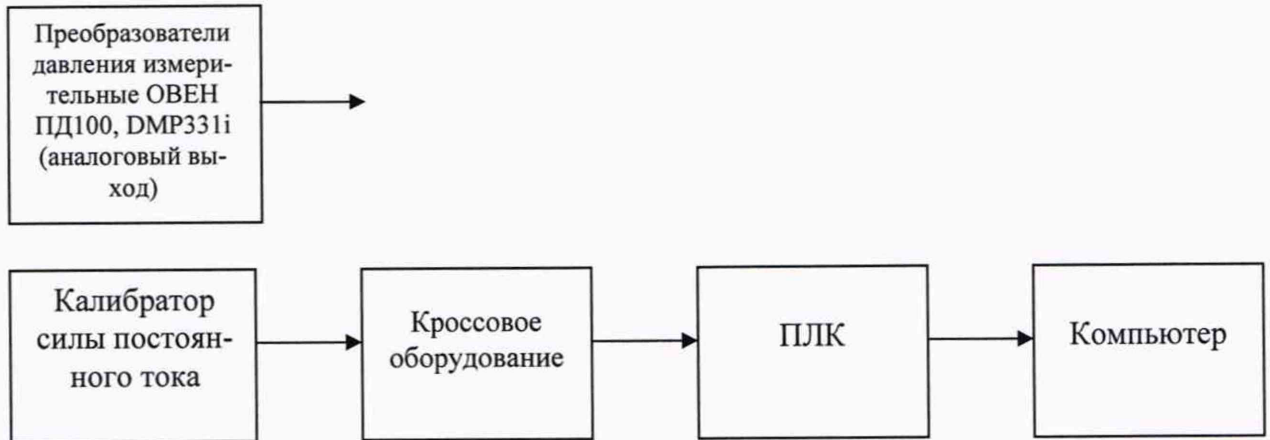 Преобразователи
давления измери-
тельные ОВЕН
ПД100, DMP331i
(аналоговый вы-
ход)
Калибратор
силы постоян-
ного тока
Кроссовое
оборудование
ПЛК
Компьютер